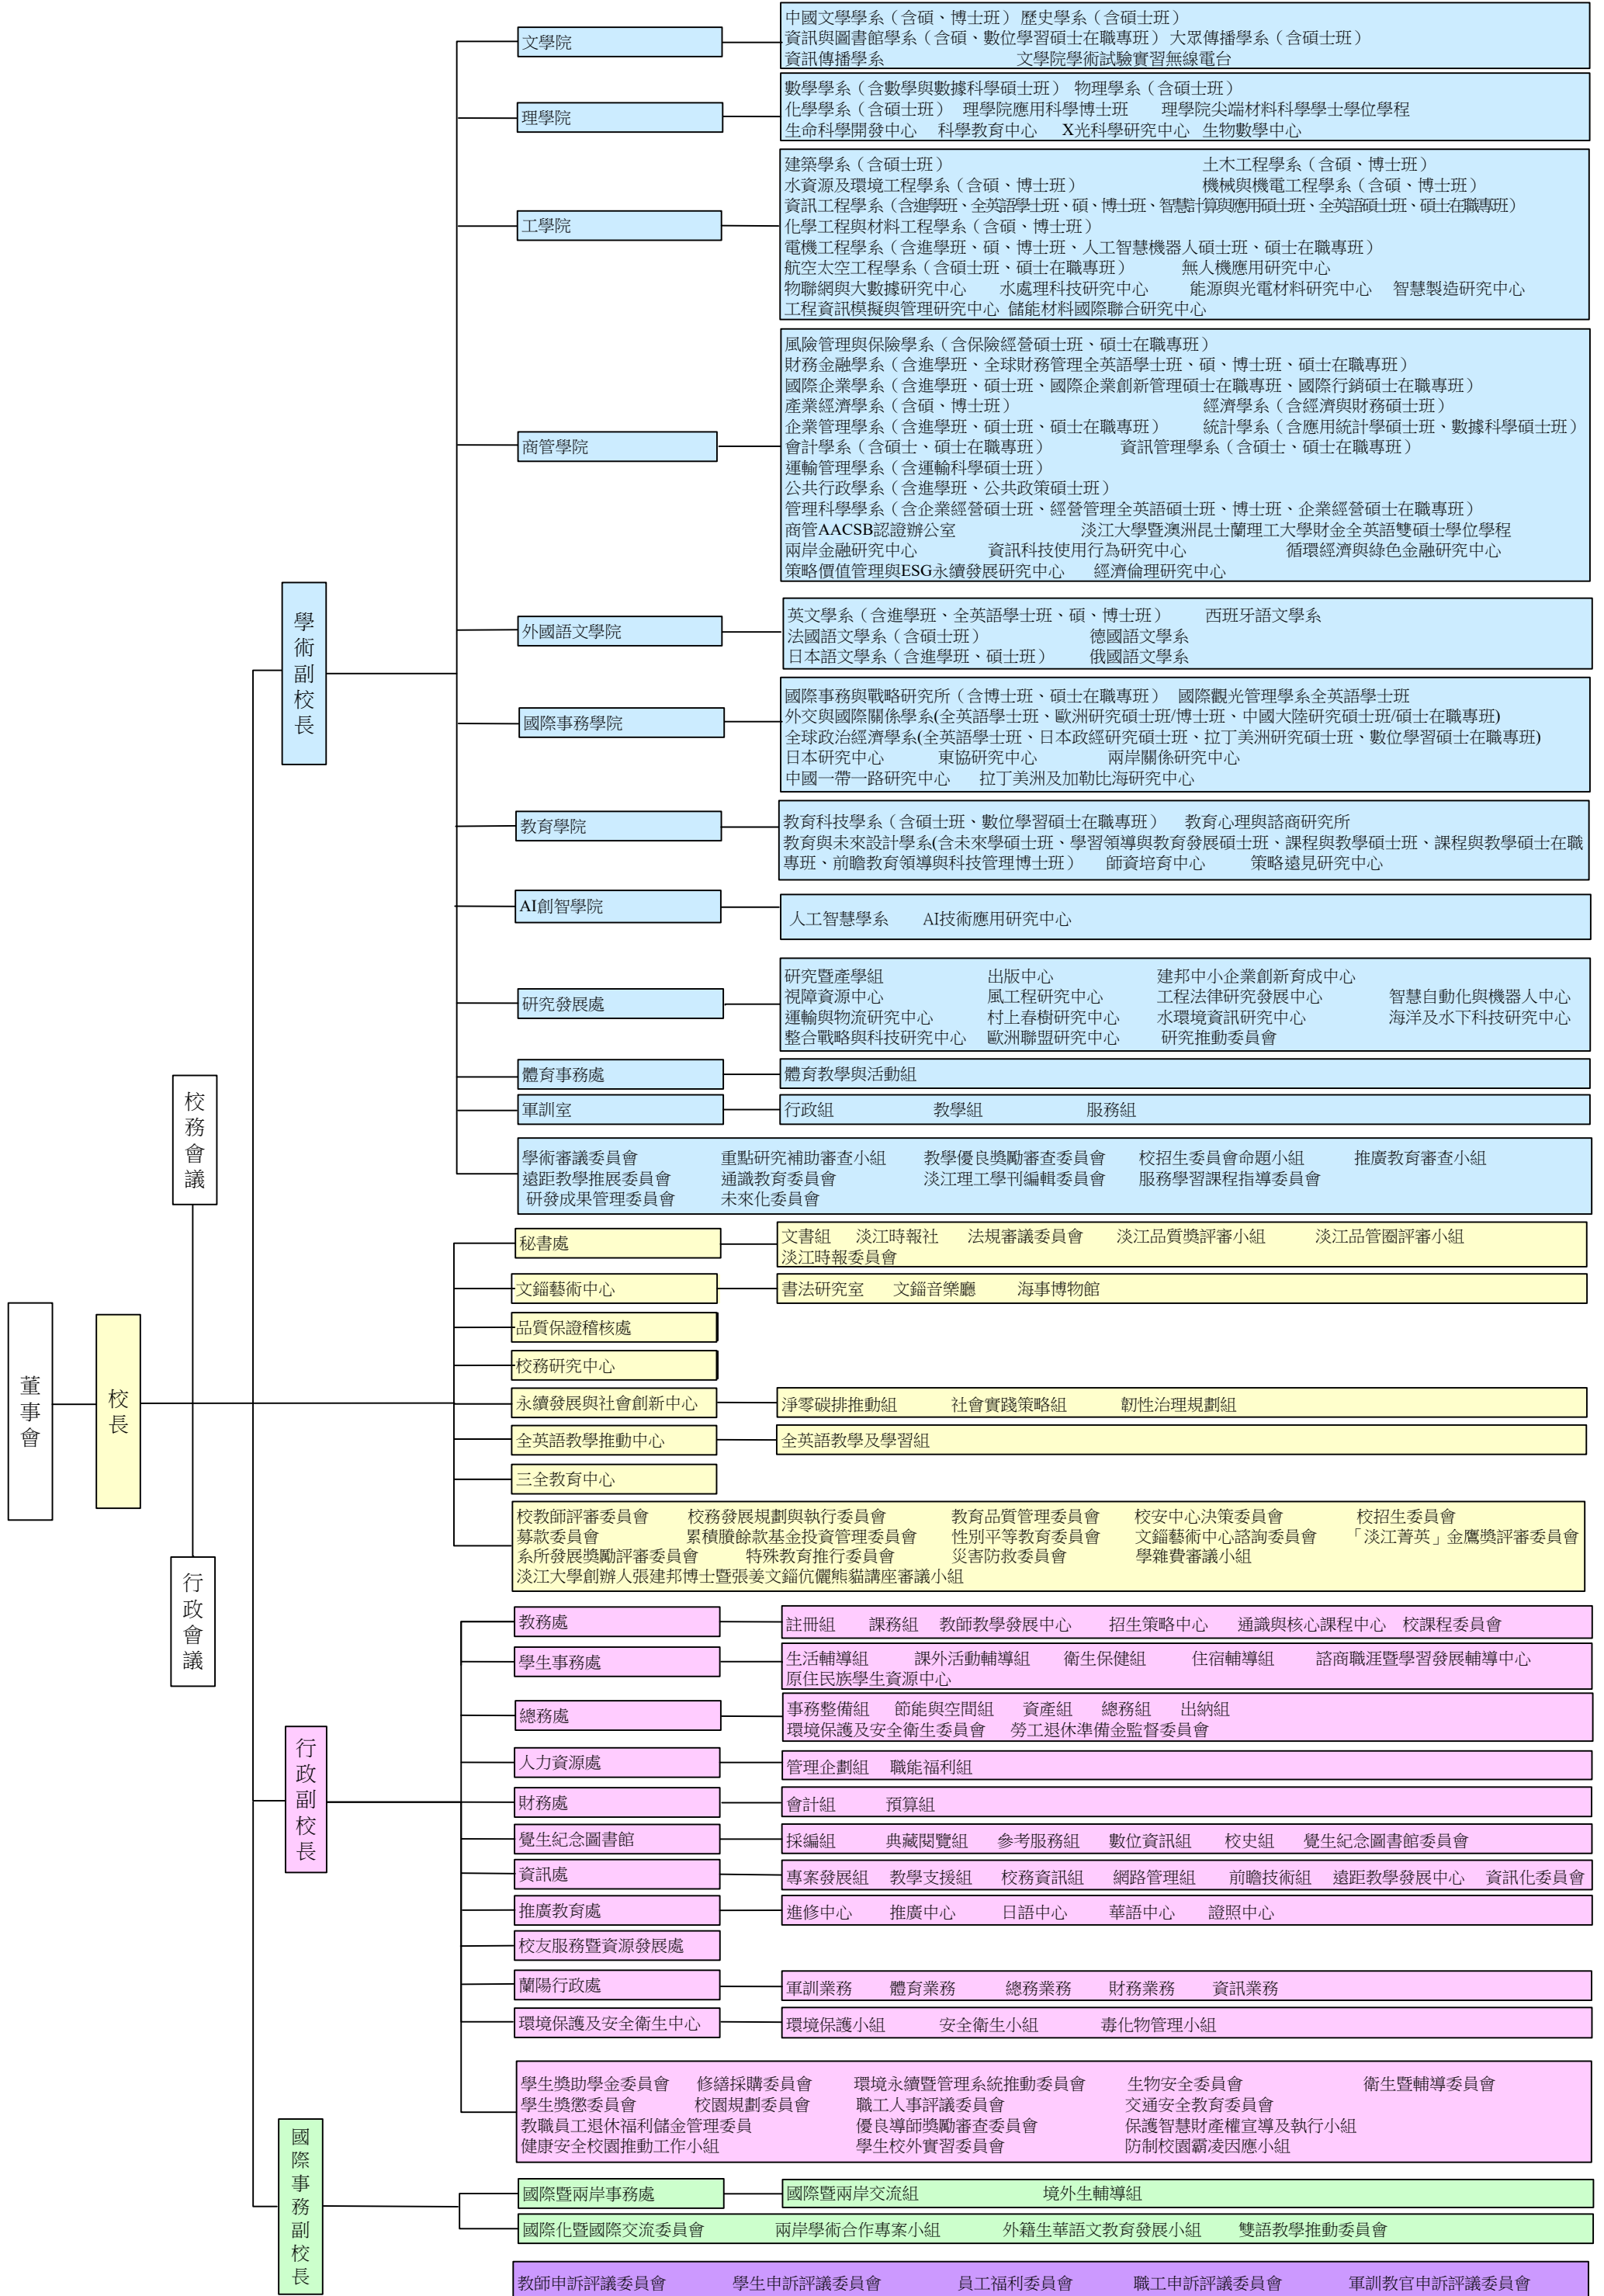 董事會
校長
校務會議
行政會議
學術副校長
文學院
中國文學學系（含碩、博士班） 歷史學系（含碩士班）
資訊與圖書館學系（含碩、數位學習碩士在職專班） 大眾傳播學系（含碩士班）
資訊傳播學系 文學院學術試驗實習無線電台
理學院
數學學系（含數學與數據科學碩士班） 物理學系（含碩士班）
化學學系（含碩士班） 理學院應用科學博士班 理學院尖端材料科學學士學位學程
生命科學開發中心 科學教育中心 X光科學研究中心 生物數學中心
工學院
建築學系（含碩士班） 土木工程學系（含碩、博士班）
水資源及環境工程學系（含碩、博士班） 機械與機電工程學系（含碩、博士班）
資訊工程學系（含進學班、全英語學士班、碩、博士班、智慧計算與應用碩士班、全英語碩士班、碩士在職專班）
化學工程與材料工程學系（含碩、博士班）
電機工程學系（含進學班、碩、博士班、人工智慧機器人碩士班、碩士在職專班）
航空太空工程學系（含碩士班、碩士在職專班） 無人機應用研究中心
物聯網與大數據研究中心 水處理科技研究中心 能源與光電材料研究中心 智慧製造研究中心
工程資訊模擬與管理研究中心 儲能材料國際聯合研究中心
商管學院
風險管理與保險學系（含保險經營碩士班、碩士在職專班）
財務金融學系（含進學班、全球財務管理全英語學士班、碩、博士班、碩士在職專班）
國際企業學系（含進學班、碩士班、國際企業創新管理碩士在職專班、國際行銷碩士在職專班）
產業經濟學系（含碩、博士班） 經濟學系（含經濟與財務碩士班）
企業管理學系（含進學班、碩士班、碩士在職專班） 統計學系（含應用統計學碩士班、數據科學碩士班）
會計學系（含碩士、碩士在職專班） 資訊管理學系（含碩士、碩士在職專班）
運輸管理學系（含運輸科學碩士班）
公共行政學系（含進學班、公共政策碩士班）
管理科學學系（含企業經營碩士班、經營管理全英語碩士班、博士班、企業經營碩士在職專班）
商管AACSB認證辦公室 淡江大學暨澳洲昆士蘭理工大學財金全英語雙碩士學位學程
兩岸金融研究中心 資訊科技使用行為研究中心 循環經濟與綠色金融研究中心
策略價值管理與ESG永續發展研究中心 經濟倫理研究中心
外國語文學院
英文學系（含進學班、全英語學士班、碩、博士班） 西班牙語文學系
法國語文學系（含碩士班） 德國語文學系
日本語文學系（含進學班、碩士班） 俄國語文學系
國際事務學院
國際事務與戰略研究所（含博士班、碩士在職專班） 國際觀光管理學系全英語學士班
外交與國際關係學系(全英語學士班、歐洲研究碩士班/博士班、中國大陸研究碩士班/碩士在職專班)
全球政治經濟學系(全英語學士班、日本政經研究碩士班、拉丁美洲研究碩士班、數位學習碩士在職專班)
日本研究中心 東協研究中心 兩岸關係研究中心
中國一帶一路研究中心 拉丁美洲及加勒比海研究中心
教育學院
教育科技學系（含碩士班、數位學習碩士在職專班） 教育心理與諮商研究所
教育與未來設計學系(含未來學碩士班、學習領導與教育發展碩士班、課程與教學碩士班、課程與教學碩士在職
專班、前瞻教育領導與科技管理博士班） 師資培育中心 策略遠見研究中心
AI創智學院
人工智慧學系 AI技術應用研究中心
研究發展處
研究暨產學組 出版中心 建邦中小企業創新育成中心
視障資源中心 風工程研究中心 工程法律研究發展中心 智慧自動化與機器人中心
運輸與物流研究中心 村上春樹研究中心 水環境資訊研究中心 海洋及水下科技研究中心
整合戰略與科技研究中心 歐洲聯盟研究中心 研究推動委員會
體育事務處
體育教學與活動組
軍訓室
行政組 教學組 服務組
學術審議委員會 重點研究補助審查小組 教學優良獎勵審查委員會 校招生委員會命題小組 推廣教育審查小組
遠距教學推展委員會 通識教育委員會 淡江理工學刊編輯委員會 服務學習課程指導委員會
研發成果管理委員會 未來化委員會
秘書處
文書組 淡江時報社 法規審議委員會 淡江品質獎評審小組 淡江品管圈評審小組
淡江時報委員會
文錙藝術中心
書法研究室 文錙音樂廳 海事博物館
品質保證稽核處
校務研究中心
永續發展與社會創新中心
淨零碳排推動組 社會實踐策略組 韌性治理規劃組
全英語教學推動中心
全英語教學及學習組
三全教育中心
校教師評審委員會 校務發展規劃與執行委員會 教育品質管理委員會 校安中心決策委員會 校招生委員會
募款委員會 累積賸餘款基金投資管理委員會 性別平等教育委員會 文錙藝術中心諮詢委員會 「淡江菁英」金鷹獎評審委員會
系所發展獎勵評審委員會 特殊教育推行委員會 災害防救委員會 學雜費審議小組
淡江大學創辦人張建邦博士暨張姜文錙伉儷熊貓講座審議小組
行政副校長
教務處
註冊組 課務組 教師教學發展中心 招生策略中心 通識與核心課程中心 校課程委員會
學生事務處
生活輔導組 課外活動輔導組 衛生保健組 住宿輔導組 諮商職涯暨學習發展輔導中心
原住民族學生資源中心
總務處
事務整備組 節能與空間組 資產組 總務組 出納組
環境保護及安全衛生委員會 勞工退休準備金監督委員會
人力資源處
管理企劃組 職能福利組
財務處
會計組 預算組
覺生紀念圖書館
採編組 典藏閱覽組 參考服務組 數位資訊組 校史組 覺生紀念圖書館委員會
資訊處
專案發展組 教學支援組 校務資訊組 網路管理組 前瞻技術組 遠距教學發展中心 資訊化委員會
推廣教育處
進修中心 推廣中心 日語中心 華語中心 證照中心
校友服務暨資源發展處
蘭陽行政處
軍訓業務 體育業務 總務業務 財務業務 資訊業務
環境保護及安全衛生中心
環境保護小組 安全衛生小組 毒化物管理小組
學生獎助學金委員會 修繕採購委員會 環境永續暨管理系統推動委員會 生物安全委員會 衛生暨輔導委員會
學生獎懲委員會 校園規劃委員會 職工人事評議委員會 交通安全教育委員會
教職員工退休福利儲金管理委員 優良導師獎勵審查委員會 保護智慧財產權宣導及執行小組
健康安全校園推動工作小組 學生校外實習委員會 防制校園霸凌因應小組
國際事務副校長
國際暨兩岸事務處
國際暨兩岸交流組 境外生輔導組
國際化暨國際交流委員會 兩岸學術合作專案小組 外籍生華語文教育發展小組 雙語教學推動委員會
教師申訴評議委員會 學生申訴評議委員會 員工福利委員會 職工申訴評議委員會 軍訓教官申訴評議委員會